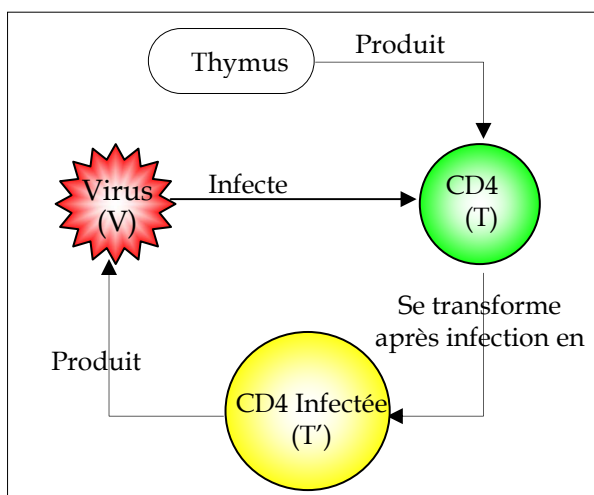 Produit
Thymus
Virus
(V)
Infecte
CD4
(T)
Se transforme
après infection en
Produit
CD4 Infectée
(T')